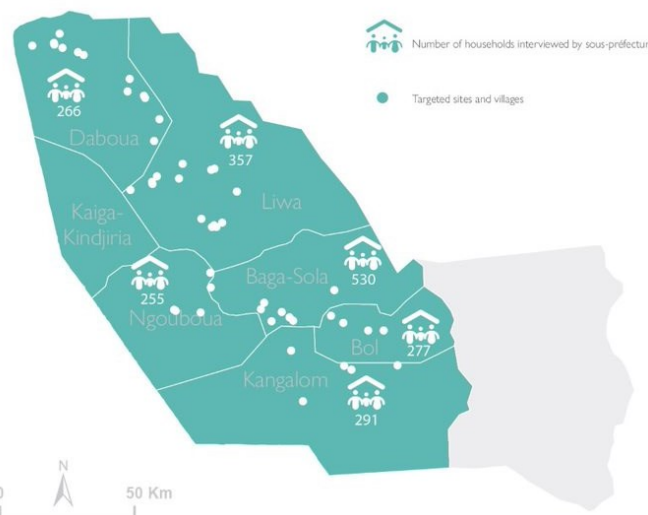 Number of households interviewed by sous-préfectur
Targeted sites and villages
266
Daboua
357
Liwa
Kaiga-
Kindjiria
530
Baga-Sola
255
Ngouboua
277
Bol
Kangalom
291
N
0
50 Km